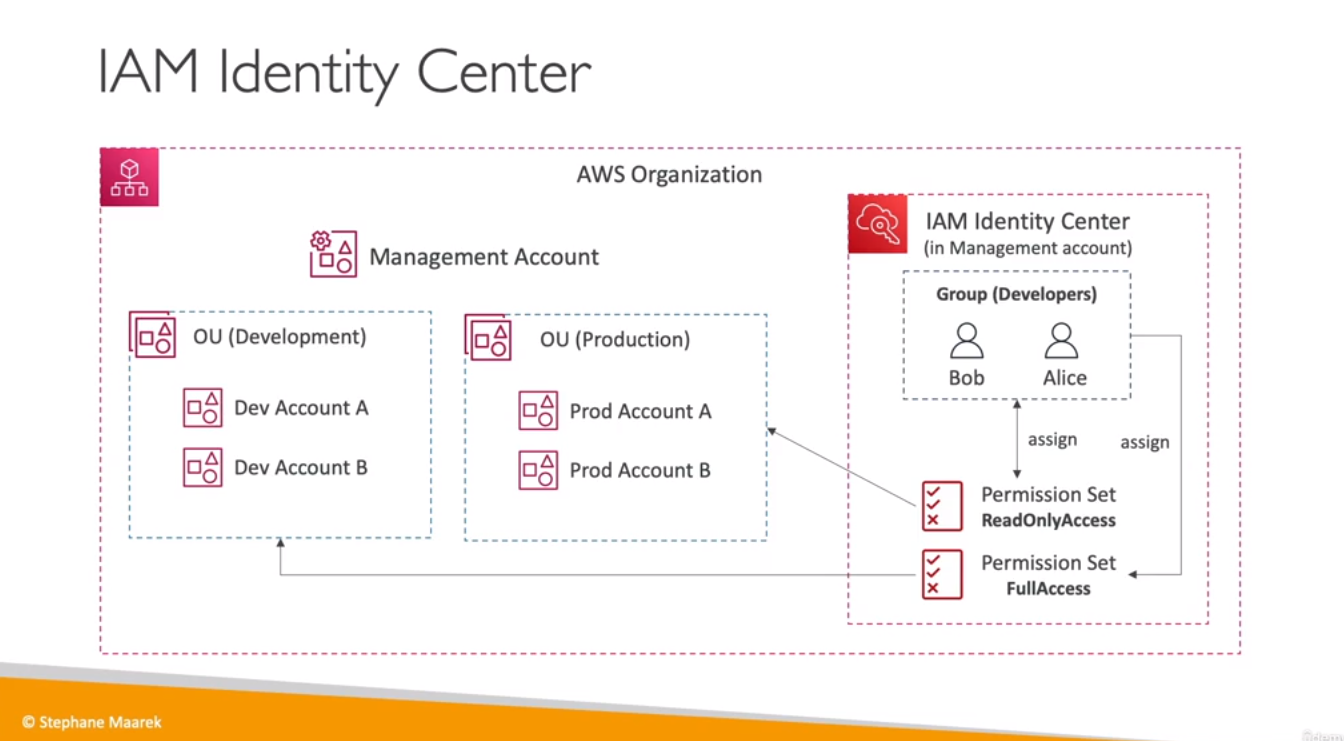 IAM Identity Center
AWS Organization
IAM Identity Center
(in Management account)
Management Account
Group (Developers)
Bob
Alice
OU (Development)
Dev Account A
Dev Account B
OU (Production)
Prod Account A
Prod Account B
assign
assign
Permission Set
ReadOnlyAccess
Permission Set
FullAccess
© Stephane Maarek